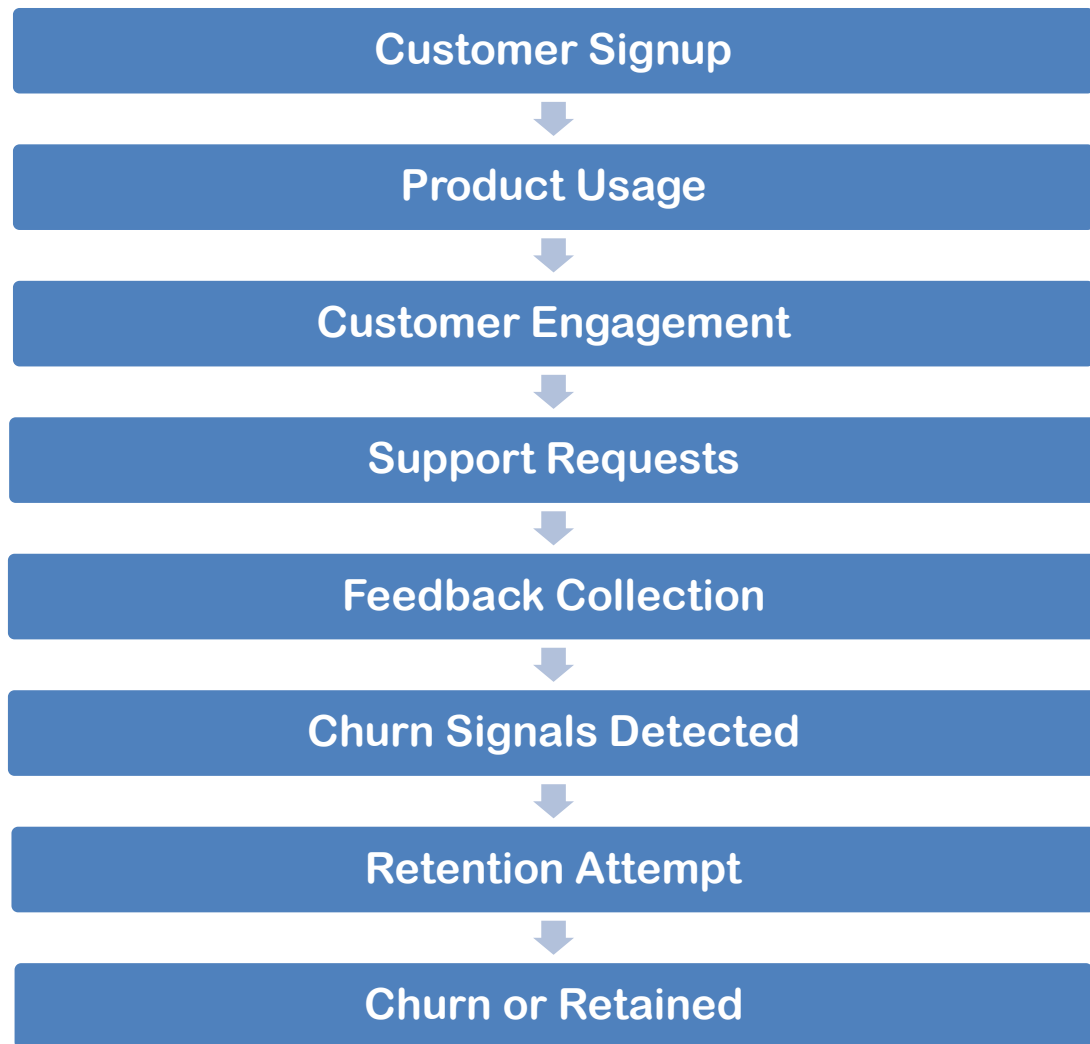 Customer Signup
Product Usage
Customer Engagement
Support Requests
Feedback Collection
Churn Signals Detected
Retention Attempt
Churn or Retained